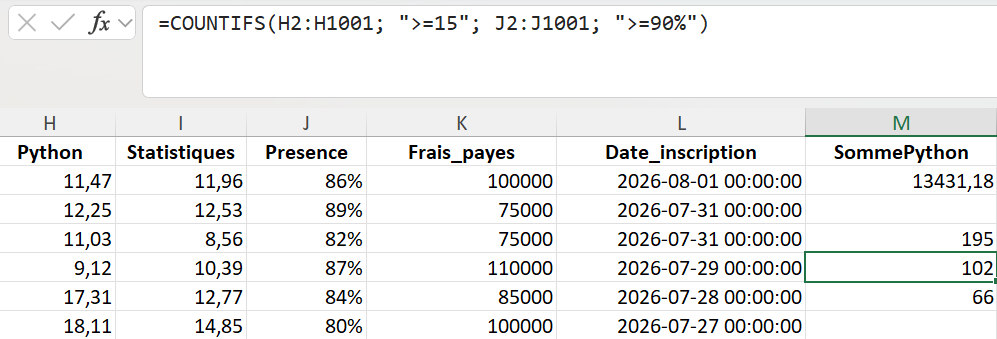 fx =COUNTIFS(H2:H1001; ">=15"; J2:J1001; ">=90%")
H I J K L M
Python Statistiques Presence Frais_payes Date_inscription SommePython
11,47 11,96 86% 100000 2026-08-01 00:00:00 13431,18
12,25 12,53 89% 75000 2026-07-31 00:00:00
11,03 8,56 82% 75000 2026-07-31 00:00:00 195
9,12 10,39 87% 110000 2026-07-29 00:00:00 102
17,31 12,77 84% 85000 2026-07-28 00:00:00 66
18,11 14,85 80% 100000 2026-07-27 00:00:00